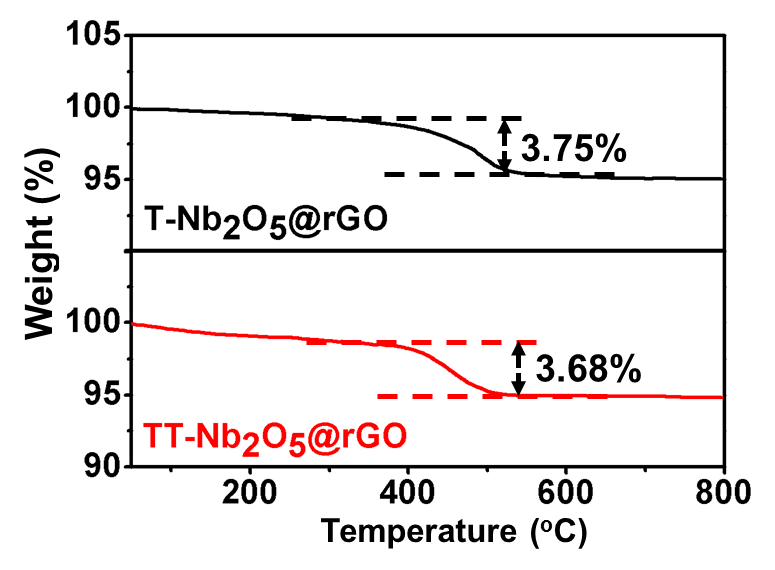 105
100
3.75%
95
T-Nb2O5@rGO
Weight (%)
100
3.68%
95
TT-Nb2O5@rGO
90
200 400 600 800
Temperature (oC)